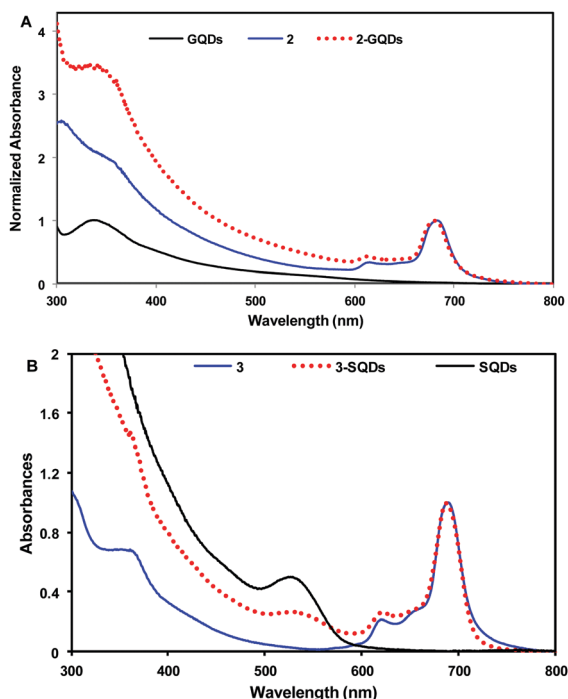 A
GQDs 2 2-GQDs
4
3
2
1
0
Normalized Absorbance
300 400 500 600 700 800
Wavelength (nm)
B
3 3-SQDs SQDs
2
1.6
1.2
0.8
0.4
0
Absorbances
300 400 500 600 700 800
Wavelength (nm)